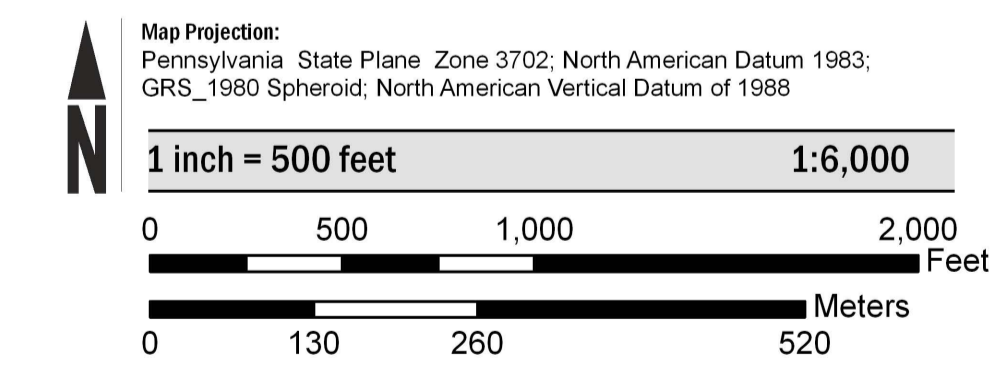 Map Projection:
Pennsylvania State Plane Zone 3702; North American Datum 1983;
GRS_1980 Spheroid; North American Vertical Datum of 1988
N
1 inch = 500 feet 1:6,000
0 500 1,000 2,000
Feet
Meters
0 130 260 520